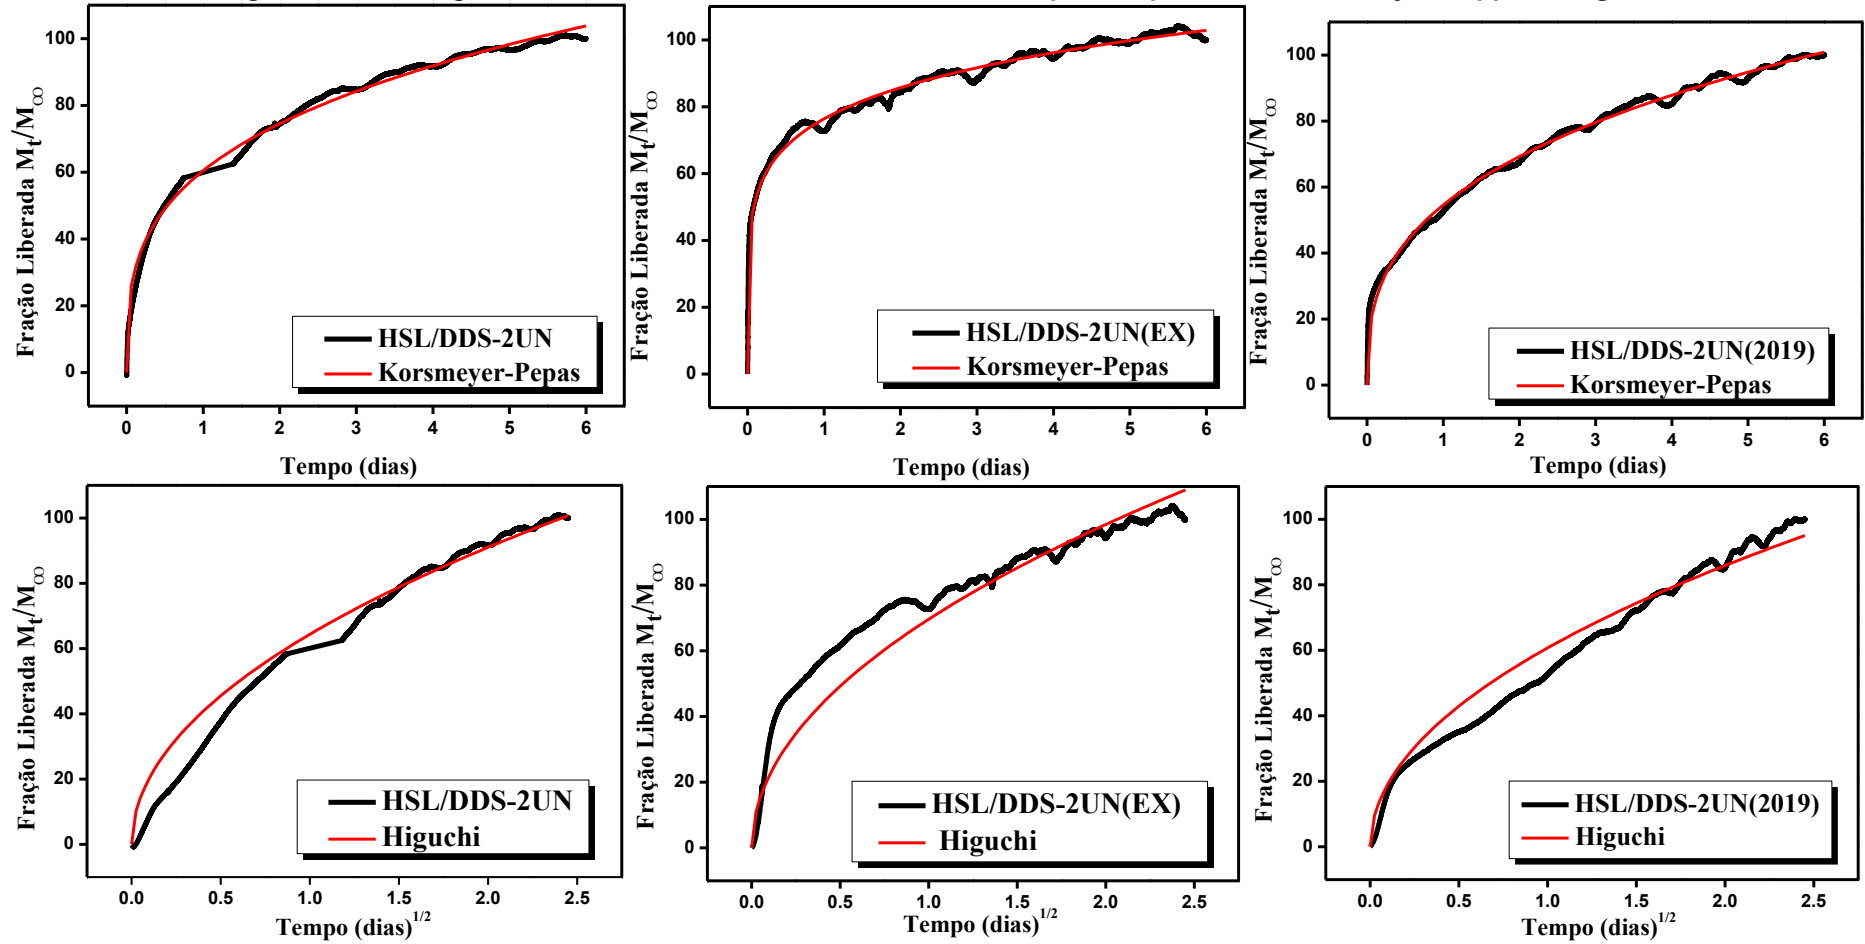 100
80
60
40
20
0
Fração Liberada Mt/M∞
HSL/DDS-2UN
Korsmeyer-Pepas
0 1 2 3 4 5 6
Tempo (dias)
100
80
60
40
20
0
Fração Liberada Mt/M∞
HSL/DDS-2UN(EX)
Korsmeyer-Pepas
0 1 2 3 4 5 6
Tempo (dias)
100
80
60
40
20
0
Fração Liberada Mt/M∞
HSL/DDS-2UN(2019)
Korsmeyer-Pepas
0 1 2 3 4 5 6
Tempo (dias)
100
80
60
40
20
0
Fração Liberada Mt/M∞
HSL/DDS-2UN
Higuchi
0.0 0.5 1.0 1.5 2.0 2.5
Tempo (dias)1/2
100
80
60
40
20
0
Fração Liberada Mt/M∞
HSL/DDS-2UN(EX)
Higuchi
0.0 0.5 1.0 1.5 2.0 2.5
Tempo (dias)1/2
100
80
60
40
20
0
Fração Liberada Mt/M∞
HSL/DDS-2UN(2019)
Higuchi
0.0 0.5 1.0 1.5 2.0 2.5
Tempo (dias)1/2